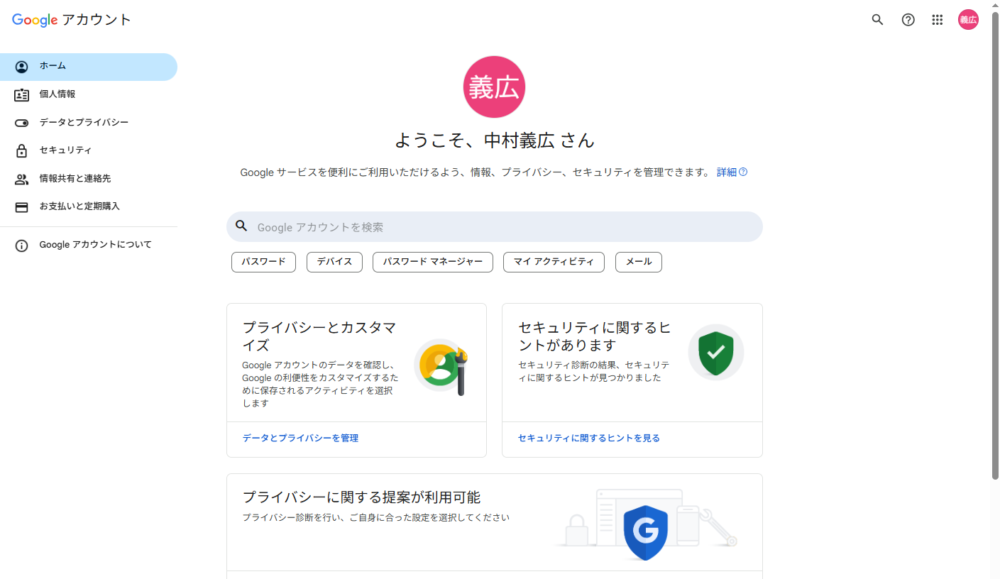 Google アカウント
義広
ホーム
個人情報
データとプライバシー
セキュリティ
情報共有と連絡先
お支払いと定期購入
Google アカウントについて
義広
ようこそ、中村義広 さん
Google サービスを便利にご利用いただけるよう、情報、プライバシー、セキュリティを管理できます。 詳細
Google アカウントを検索
パスワード
デバイス
パスワード マネージャー
マイ アクティビティ
メール
プライバシーとカスタマ
イズ
Google アカウントのデータを確認し、
Google の利便性をカスタマイズするた
めに保存されるアクティビティを選択
します
データとプライバシーを管理
セキュリティに関するヒ
ントがあります
セキュリティ診断の結果、セキュリテ
ィに関するヒントが見つかりました
セキュリティに関するヒントを見る
プライバシーに関する提案が利用可能
プライバシー診断を行い、ご自身に合った設定を選択してください
G